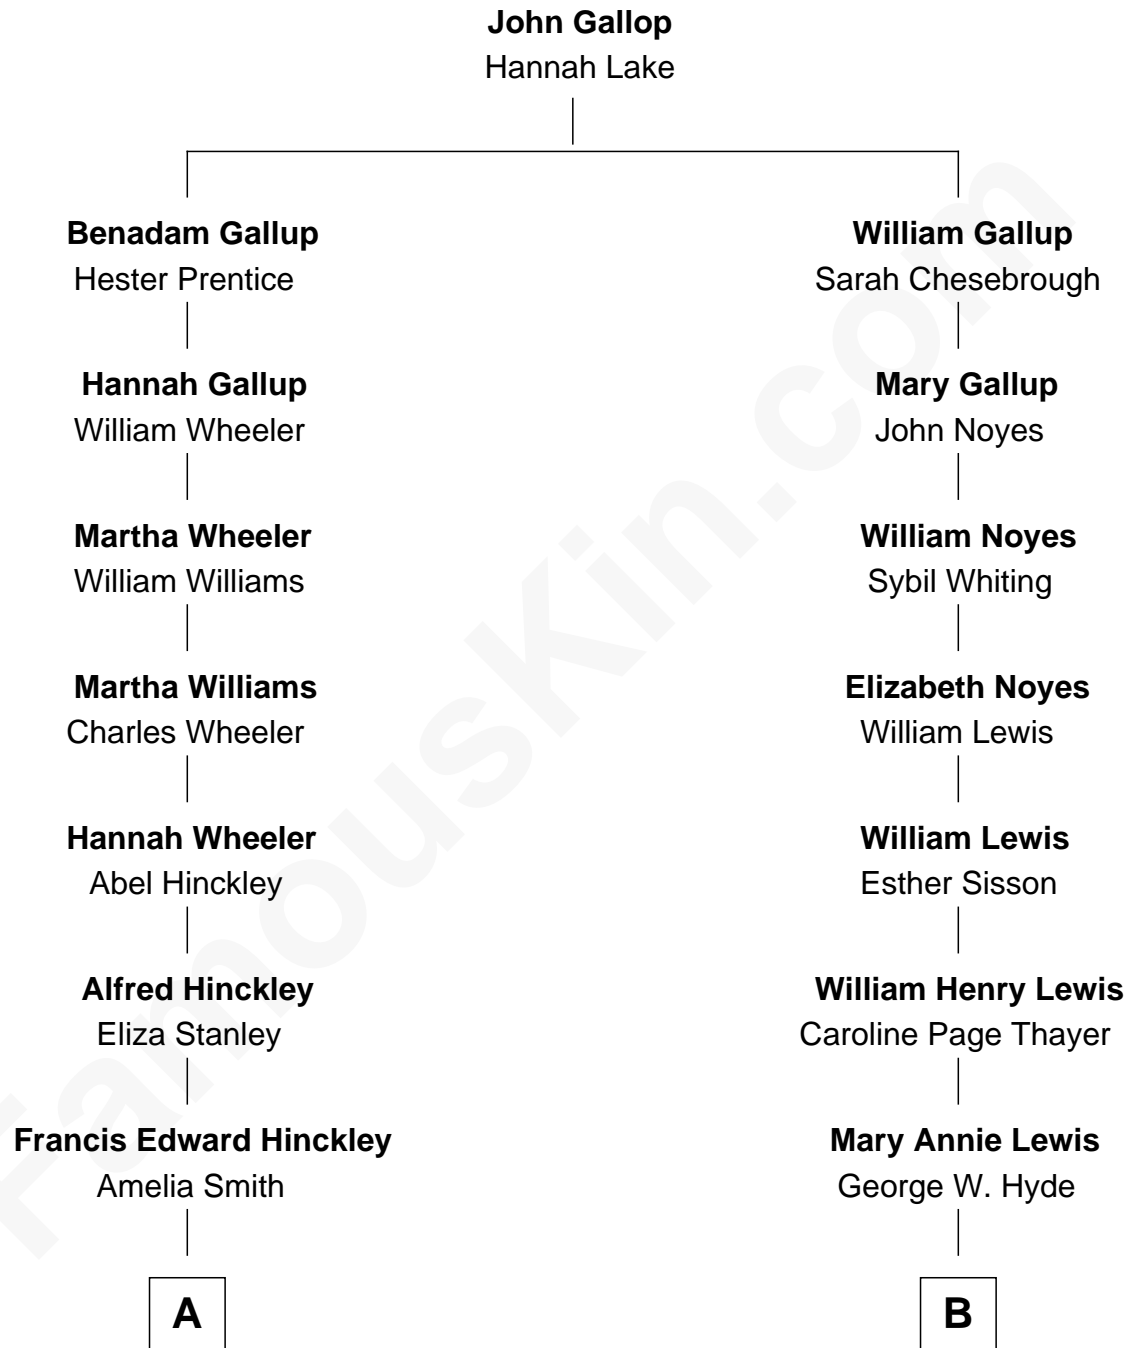 John Gallop
Hannah Lake
Benadam Gallup
Hester Prentice
William Gallup
Sarah Chesebrough
Hannah Gallup
William Wheeler
Mary Gallup
John Noyes
Martha Wheeler
William Williams
William Noyes
Sybil Whiting
Martha Williams
Charles Wheeler
Elizabeth Noyes
William Lewis
Hannah Wheeler
Abel Hinckley
William Lewis
Esther Sisson
Alfred Hinckley
Eliza Stanley
William Henry Lewis
Caroline Page Thayer
Francis Edward Hinckley
Amelia Smith
Mary Annie Lewis
George W. Hyde
A
B
FamousKin.com